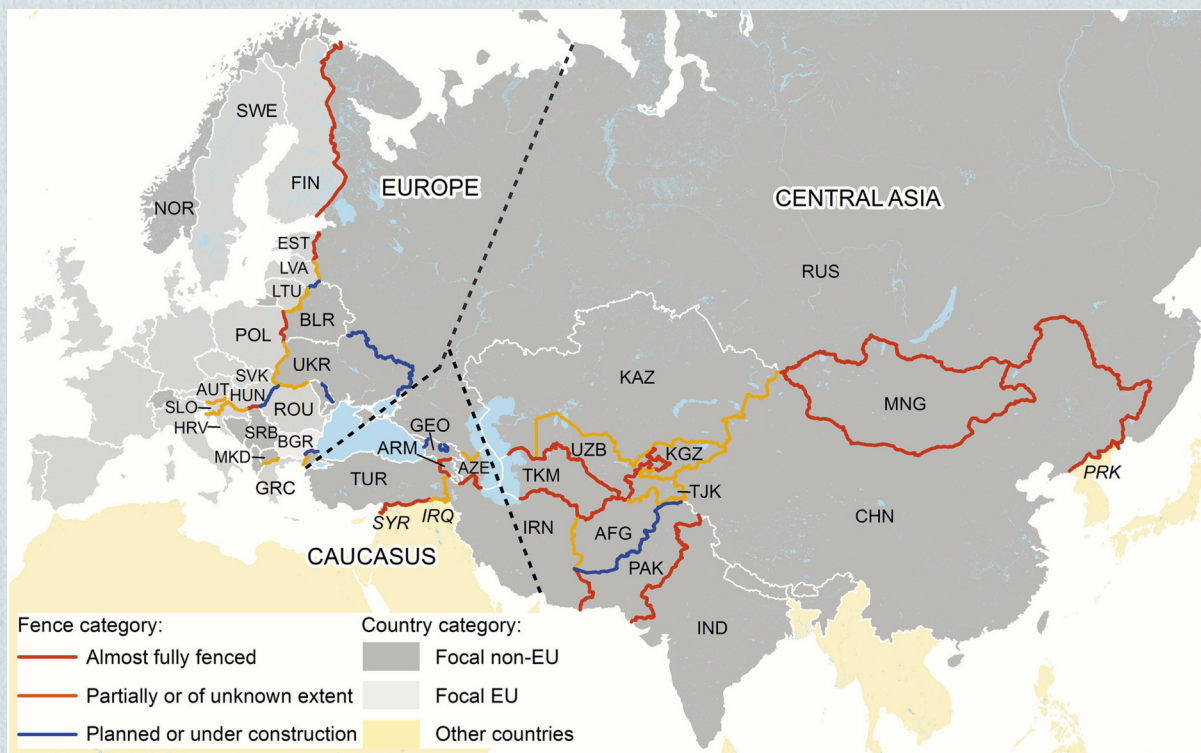 SWE
FIN
EUROPE
CENTRAL ASIA
NOR
EST
RUS
LVA
LTU
BLR
POL
UKR
SVK
KAZ
AUT
HUN
MNG
SLO
ROU
HRV
SRB
GEO
BGR
ARM
UZB
KGZ
MKD
AZE
PRK
TUR
TKM
TJK
GRC
SYR
IRQ
IRN
AFG
CHN
CAUCASUS
PAK
IND
Fence category:
Almost fully fenced
Partially or of unknown extent
Planned or under construction
Country category:
Focal non-EU
Focal EU
Other countries